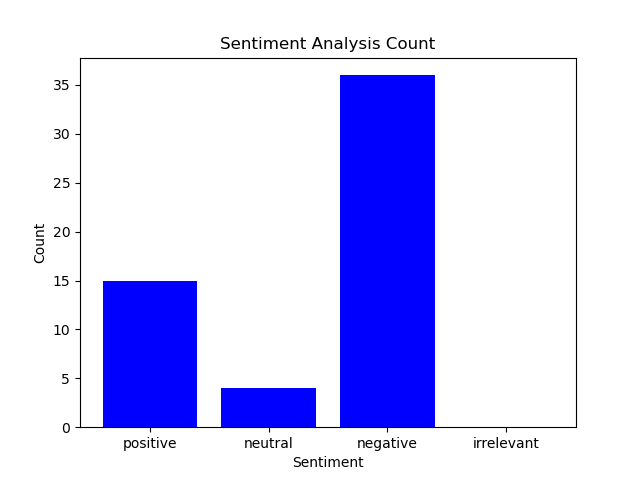 Sentiment Analysis Count
Count
35
30
25
20
15
10
5
0
positive neutral negative irrelevant
Sentiment